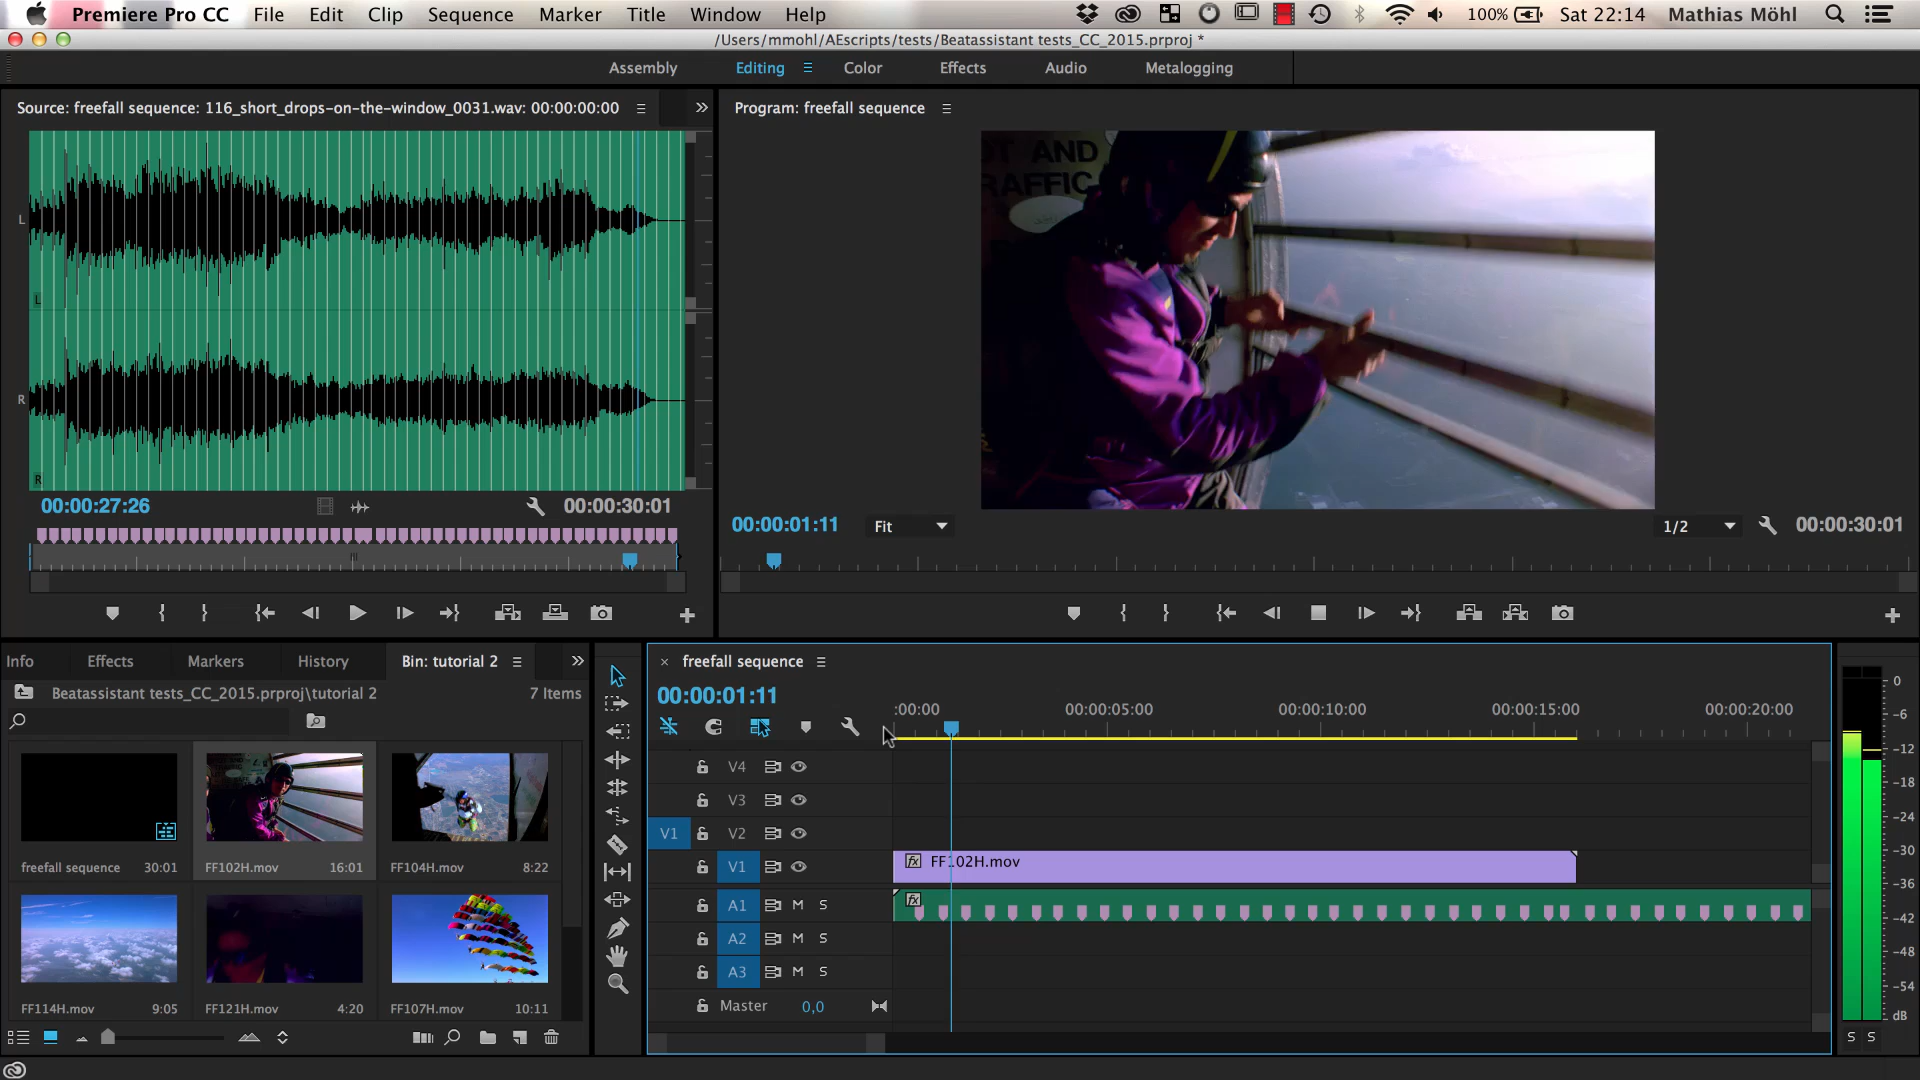 Premiere Pro CC File Edit Clip Sequence Marker Title Window Help 100% Sat 22:14 Mathias Möhl
/Users/mmohl/AEscripts/tests/Beatassistant tests_CC_2015.prproj *
Assembly Editing Color Effects Audio Metalogging
Source: freefall sequence: 116_short_drops-on-the-window_0031.wav: 00:00:00:00
Program: freefall sequence
OT AND
RAFFIC
L
L
R
R
00:00:27:26 00:00:30:01
00:00:01:11 Fit 1/2 00:00:30:01
Info Effects Markers History Bin: tutorial 2
Beatassistant tests_CC_2015.prproj\tutorial 2 7 Items
freefall sequence 30:01
FF102H.mov 16:01
FF104H.mov 8:22
FF114H.mov 9:05
FF121H.mov 4:20
FF107H.mov 10:11
freefall sequence
00:00:01:11
:00:00 00:00:05:00 00:00:10:00 00:00:15:00 00:00:20:00
V4
V3
V1 V2
V1 fx FF102H.mov
A1 M S fx
A2 M S
A3 M S
Master 0,0
0
-6
-12
-18
-24
-30
-36
-42
-48
-54
dB
S S